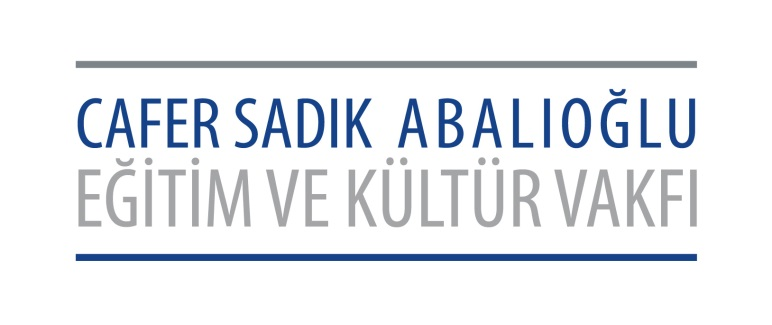 CAFER SADIK ABALIOĞLU
EĞİTİM VE KÜLTÜR VAKFI